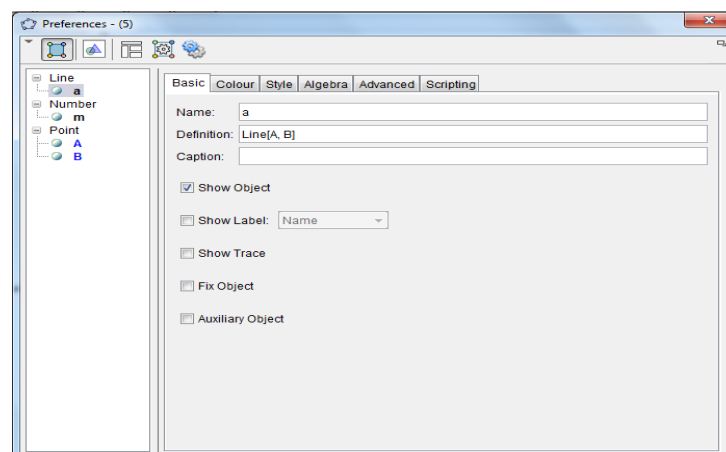 Preferences - (5)
Line
a
Number
m
Point
A
B
Basic Colour Style Algebra Advanced Scripting
Name: a
Definition: Line[A, B]
Caption:
Show Object
Show Label: Name
Show Trace
Fix Object
Auxiliary Object